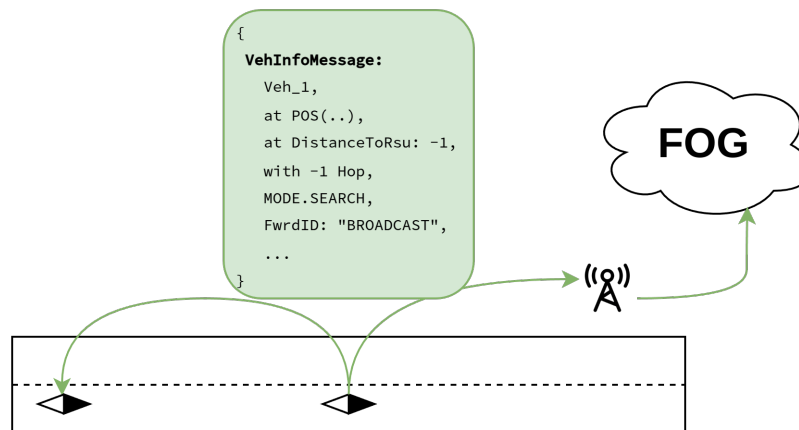 {
VehInfoMessage:
Veh_1,
at POS(..),
at DistanceToRsu: -1,
with -1 Hop,
MODE.SEARCH,
FwrdID: "BROADCAST",
...
}
FOG